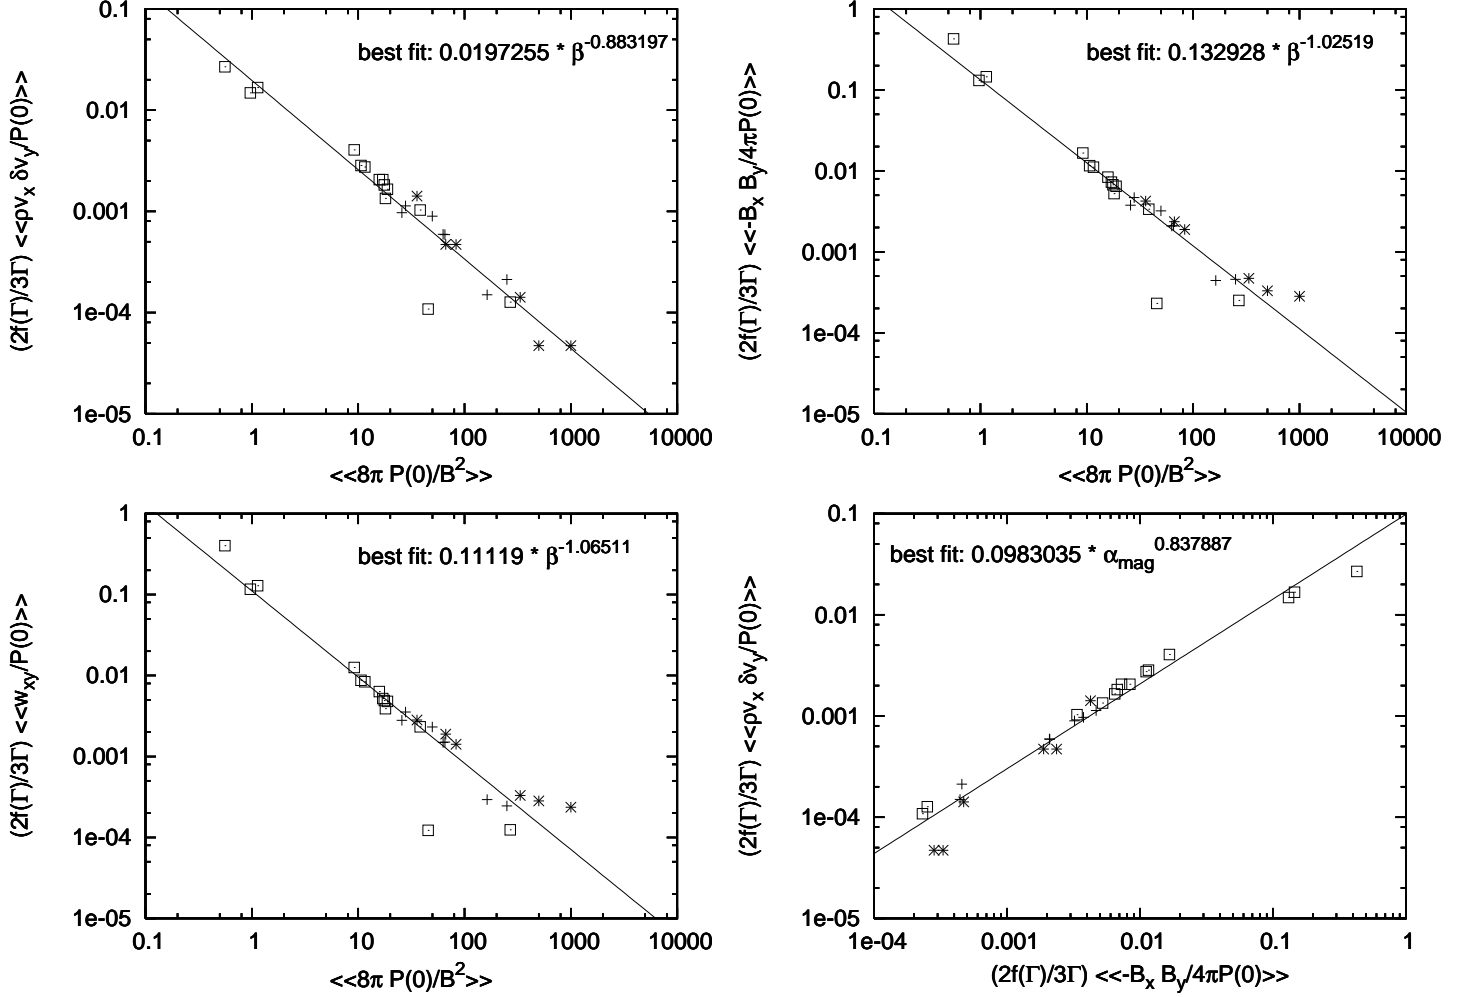 0.1
0.01
0.001
1e-04
1e-05
0.1 1 10 100 1000 10000
(2f(Γ)/3Γ) <<ρv_x δv_y/P(0)>>
<<8π P(0)/B^2>>
best fit: 0.0197255 * β^-0.883197
1
0.1
0.01
0.001
1e-04
1e-05
0.1 1 10 100 1000 10000
(2f(Γ)/3Γ) <<-B_x B_y/4πP(0)>>
<<8π P(0)/B^2>>
best fit: 0.132928 * β^-1.02519
1
0.1
0.01
0.001
1e-04
1e-05
0.1 1 10 100 1000 10000
(2f(Γ)/3Γ) <<w_xy/P(0)>>
<<8π P(0)/B^2>>
best fit: 0.11119 * β^-1.06511
0.1
0.01
0.001
1e-04
1e-05
1e-04 0.001 0.01 0.1 1
(2f(Γ)/3Γ) <<ρv_x δv_y/P(0)>>
(2f(Γ)/3Γ) <<-B_x B_y/4πP(0)>>
best fit: 0.0983035 * α_mag^0.837887